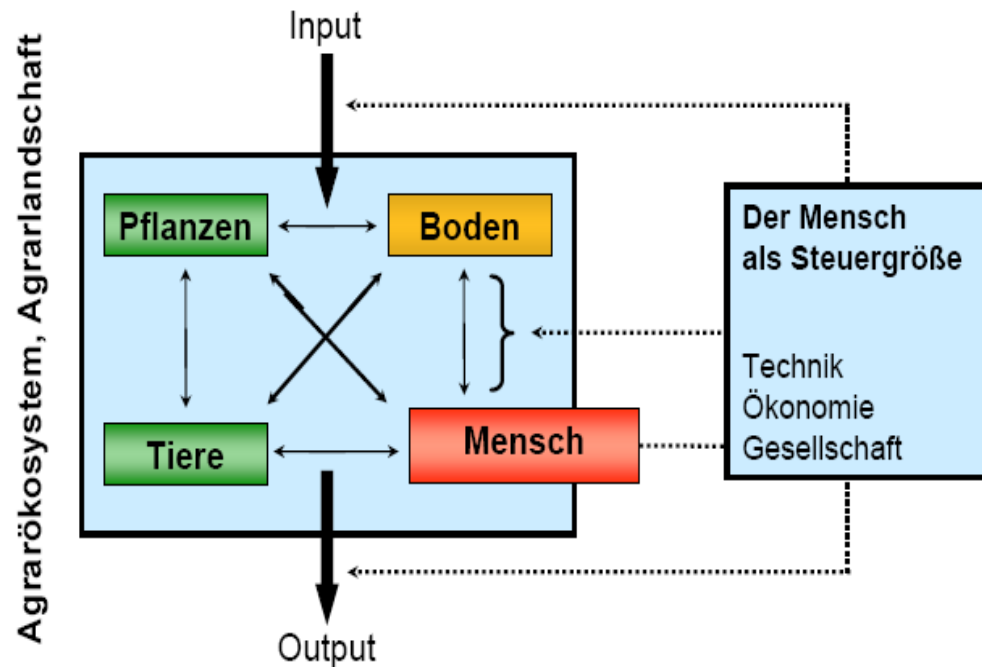 Agrarökosystem, Agrarlandschaft
Input
Pflanzen
Boden
Der Mensch
als Steuergröße
Technik
Ökonomie
Gesellschaft
Tiere
Mensch
Output